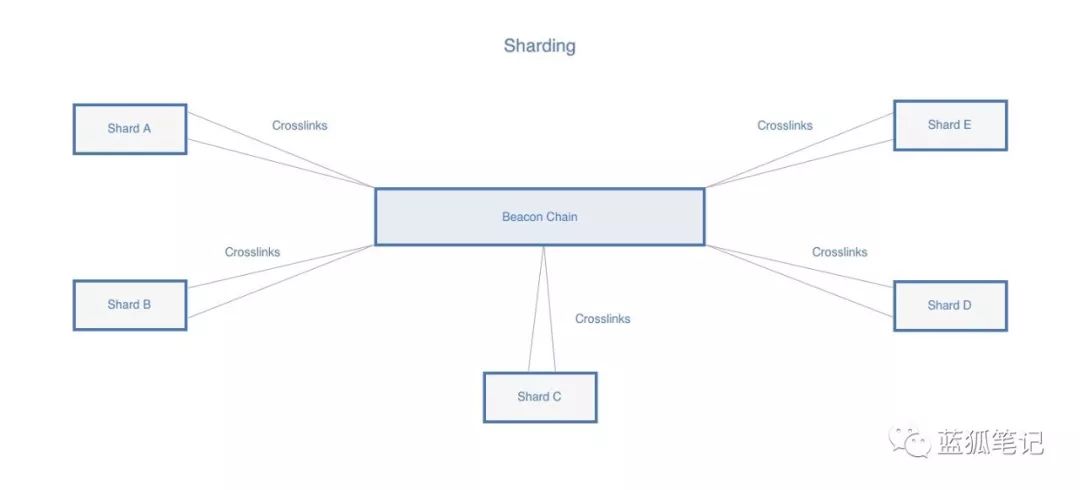 Sharding
Shard A
Crosslinks
Crosslinks
Shard E
Beacon Chain
Crosslinks
Crosslinks
Shard B
Shard D
Crosslinks
Shard C
蓝狐笔记